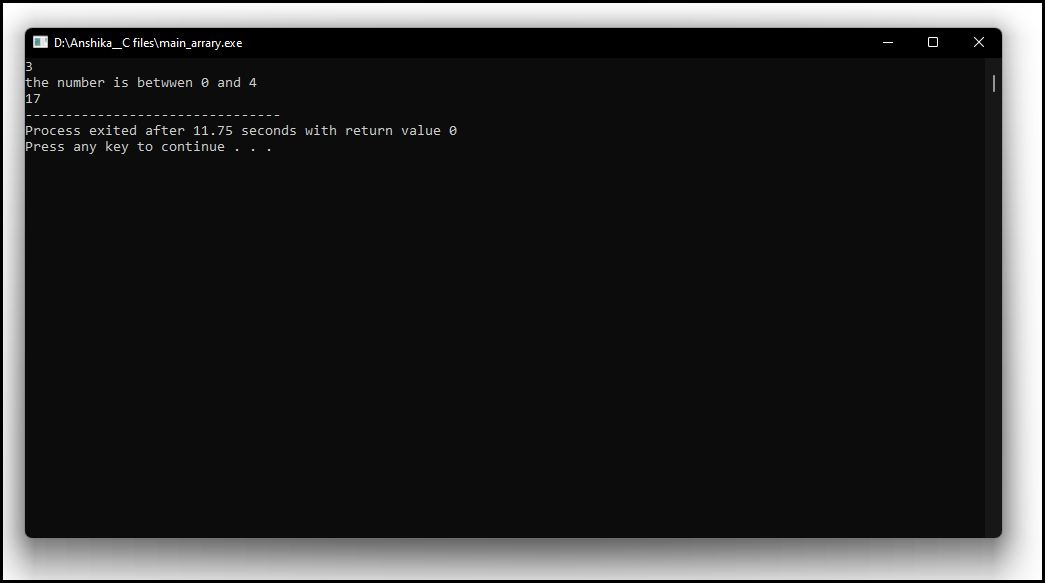 D:\Anshika__C files\main_arrary.exe
3
the number is betwwen 0 and 4
17
--------------------------------
Process exited after 11.75 seconds with return value 0
Press any key to continue . . .